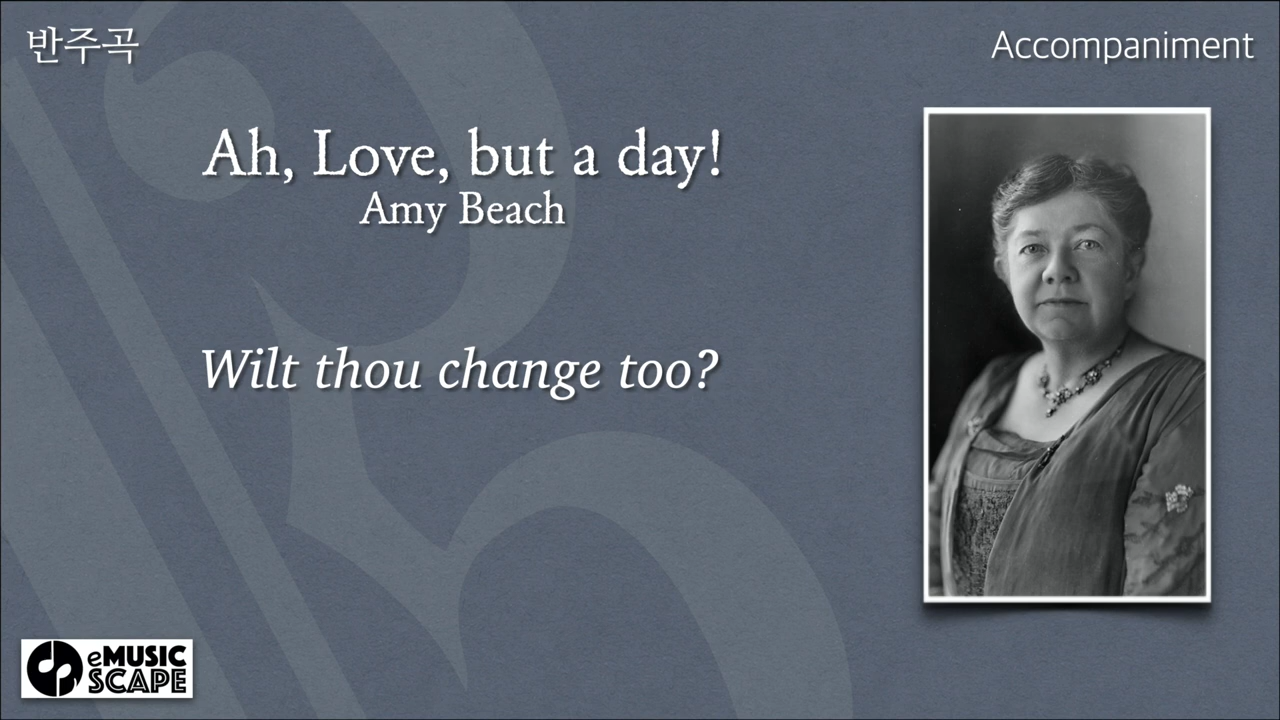 반주곡
Accompaniment
Ah, Love, but a day!
Amy Beach
Wilt thou change too?
eMUSIC
SCAPE